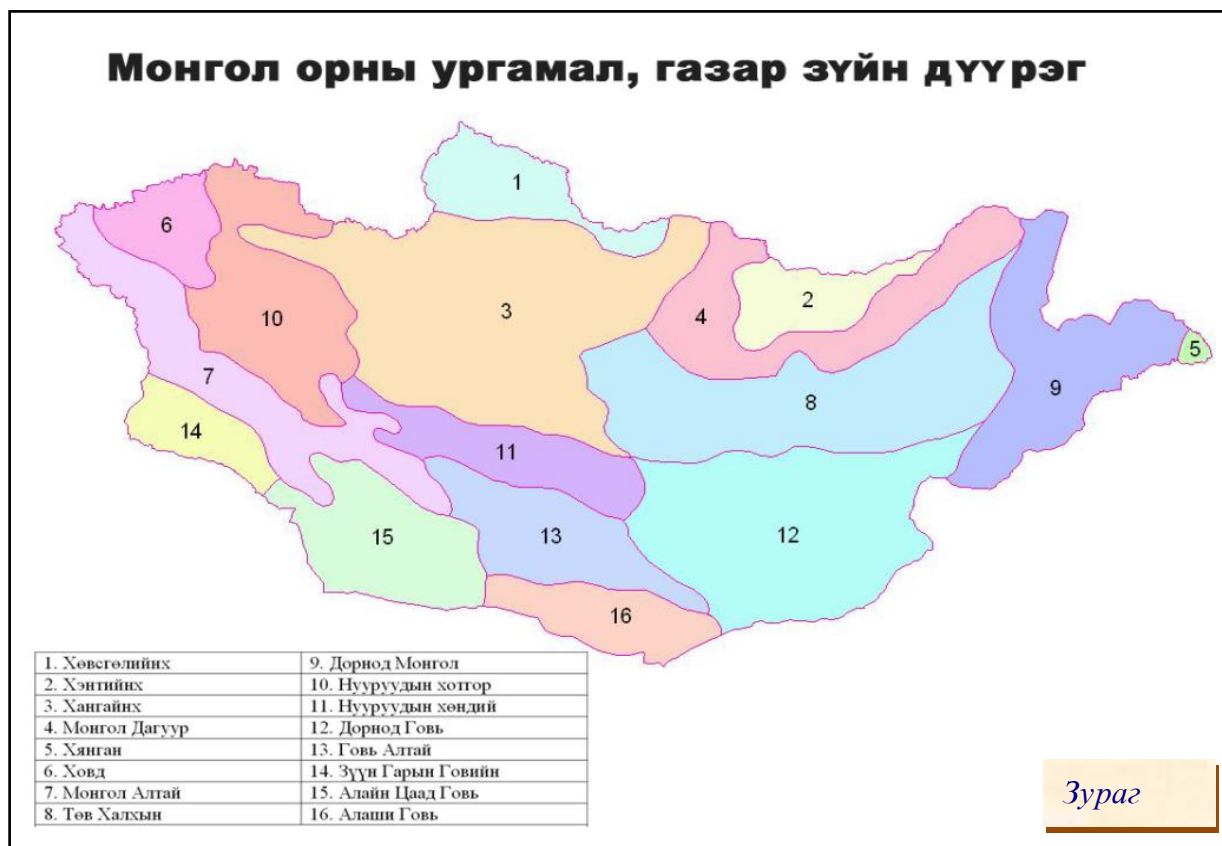 Монгол орны ургамал, газар зүйн дүүрэг
1
6
2
3
10
4
5
7
9
8
14
11
15
13
12
16
1. Хөвсгөлийнх
2. Хэнтийнх
3. Хангайнх
4. Монгол Дагуур
5. Хянган
6. Ховд
7. Монгол Алтай
8. Төв Халхын
9. Дорнод Монгол
10. Нууруудын хотгор
11. Нууруудын хөндий
12. Дорнод Говь
13. Говь Алтай
14. Зүүн Гарын Говийн
15. Алайн Цаад Говь
16. Алаши Говь
Зураг